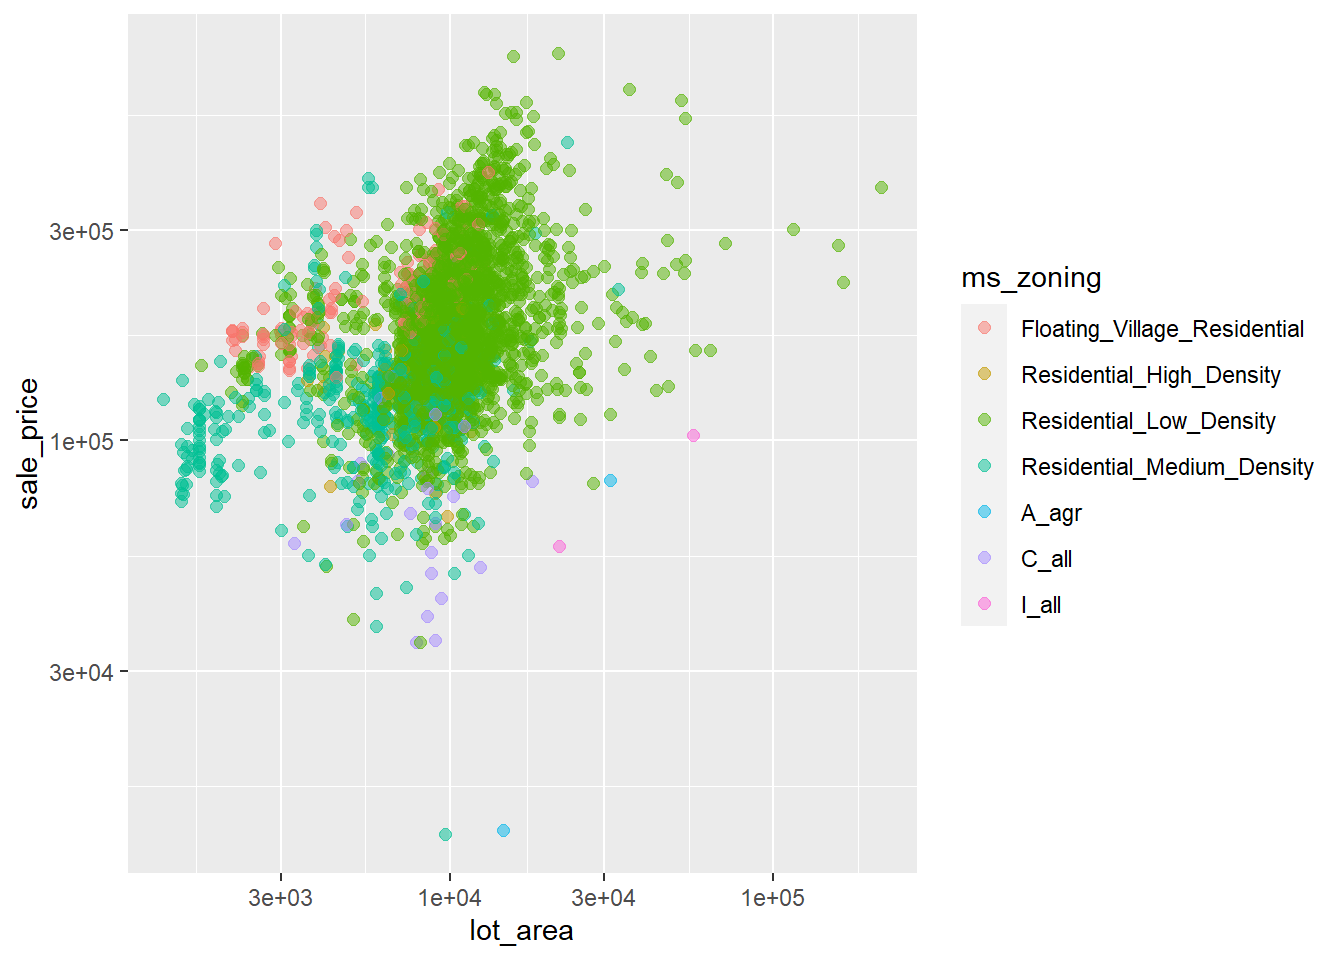 3e+05
1e+05
3e+04
sale_price
3e+03
1e+04
3e+04
1e+05
lot_area
ms_zoning
Floating_Village_Residential
Residential_High_Density
Residential_Low_Density
Residential_Medium_Density
A_agr
C_all
I_all